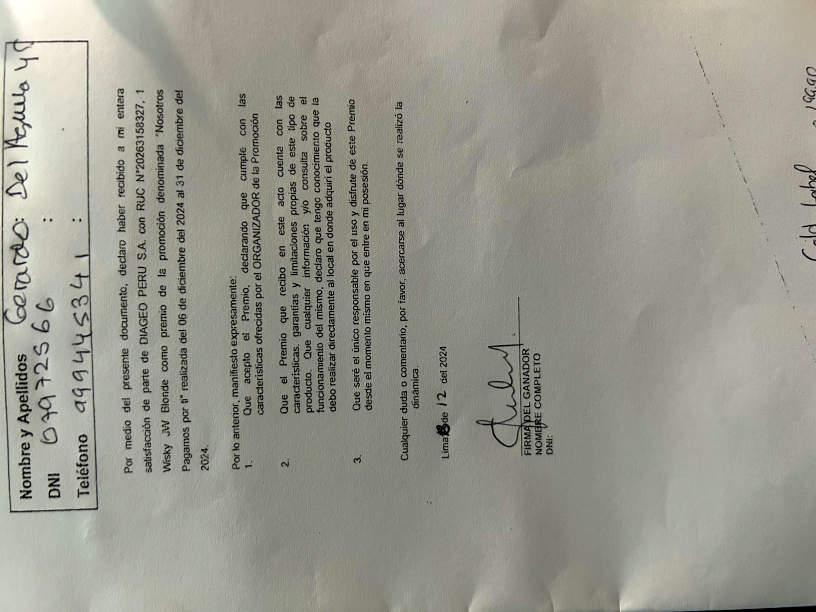 Nombre y Apellidos Gerardo: Del Aguila
DNI 07972566 :
Teléfono 999445341 :
Por medio del presente documento, declaro haber recibido a mi entera
satisfacción de parte de DIAGEO PERU S.A. con RUC N°20263158327, 1
Wisky JW Blonde como premio de la promoción denominada "Nosotros
Pagamos por ti" realizada del 06 de diciembre del 2024 al 31 de diciembre del
2024.
Por lo anterior, manifiesto expresamente:
1. Que acepto el Premio, declarando que cumple con las
características ofrecidas por el ORGANIZADOR de la Promoción
2. Que el Premio que recibo en este acto cuenta con las
características, garantías y limitaciones propias de este tipo de
producto. Que cualquier información y/o consulta sobre el
funcionamiento del mismo, declaro que tengo conocimiento que la
debo realizar directamente al local en donde adquirí el producto
3. Que seré el único responsable por el uso y disfrute de este Premio
desde el momento mismo en que entre en mi posesión.
Cualquier duda o comentario, por favor, acercarse al lugar dónde se realizó la
dinámica.
Lima de 12 del 2024
FIRMA DEL GANADOR
NOMBRE COMPLETO
DNI:
Gold Label 199.90